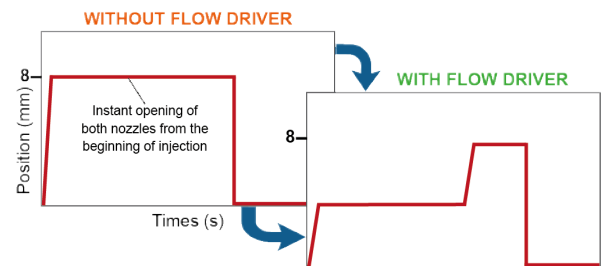 WITHOUT FLOW DRIVER
8
Instant opening of
both nozzles from the
beginning of injection
Position (mm)
Times (s)
WITH FLOW DRIVER
8